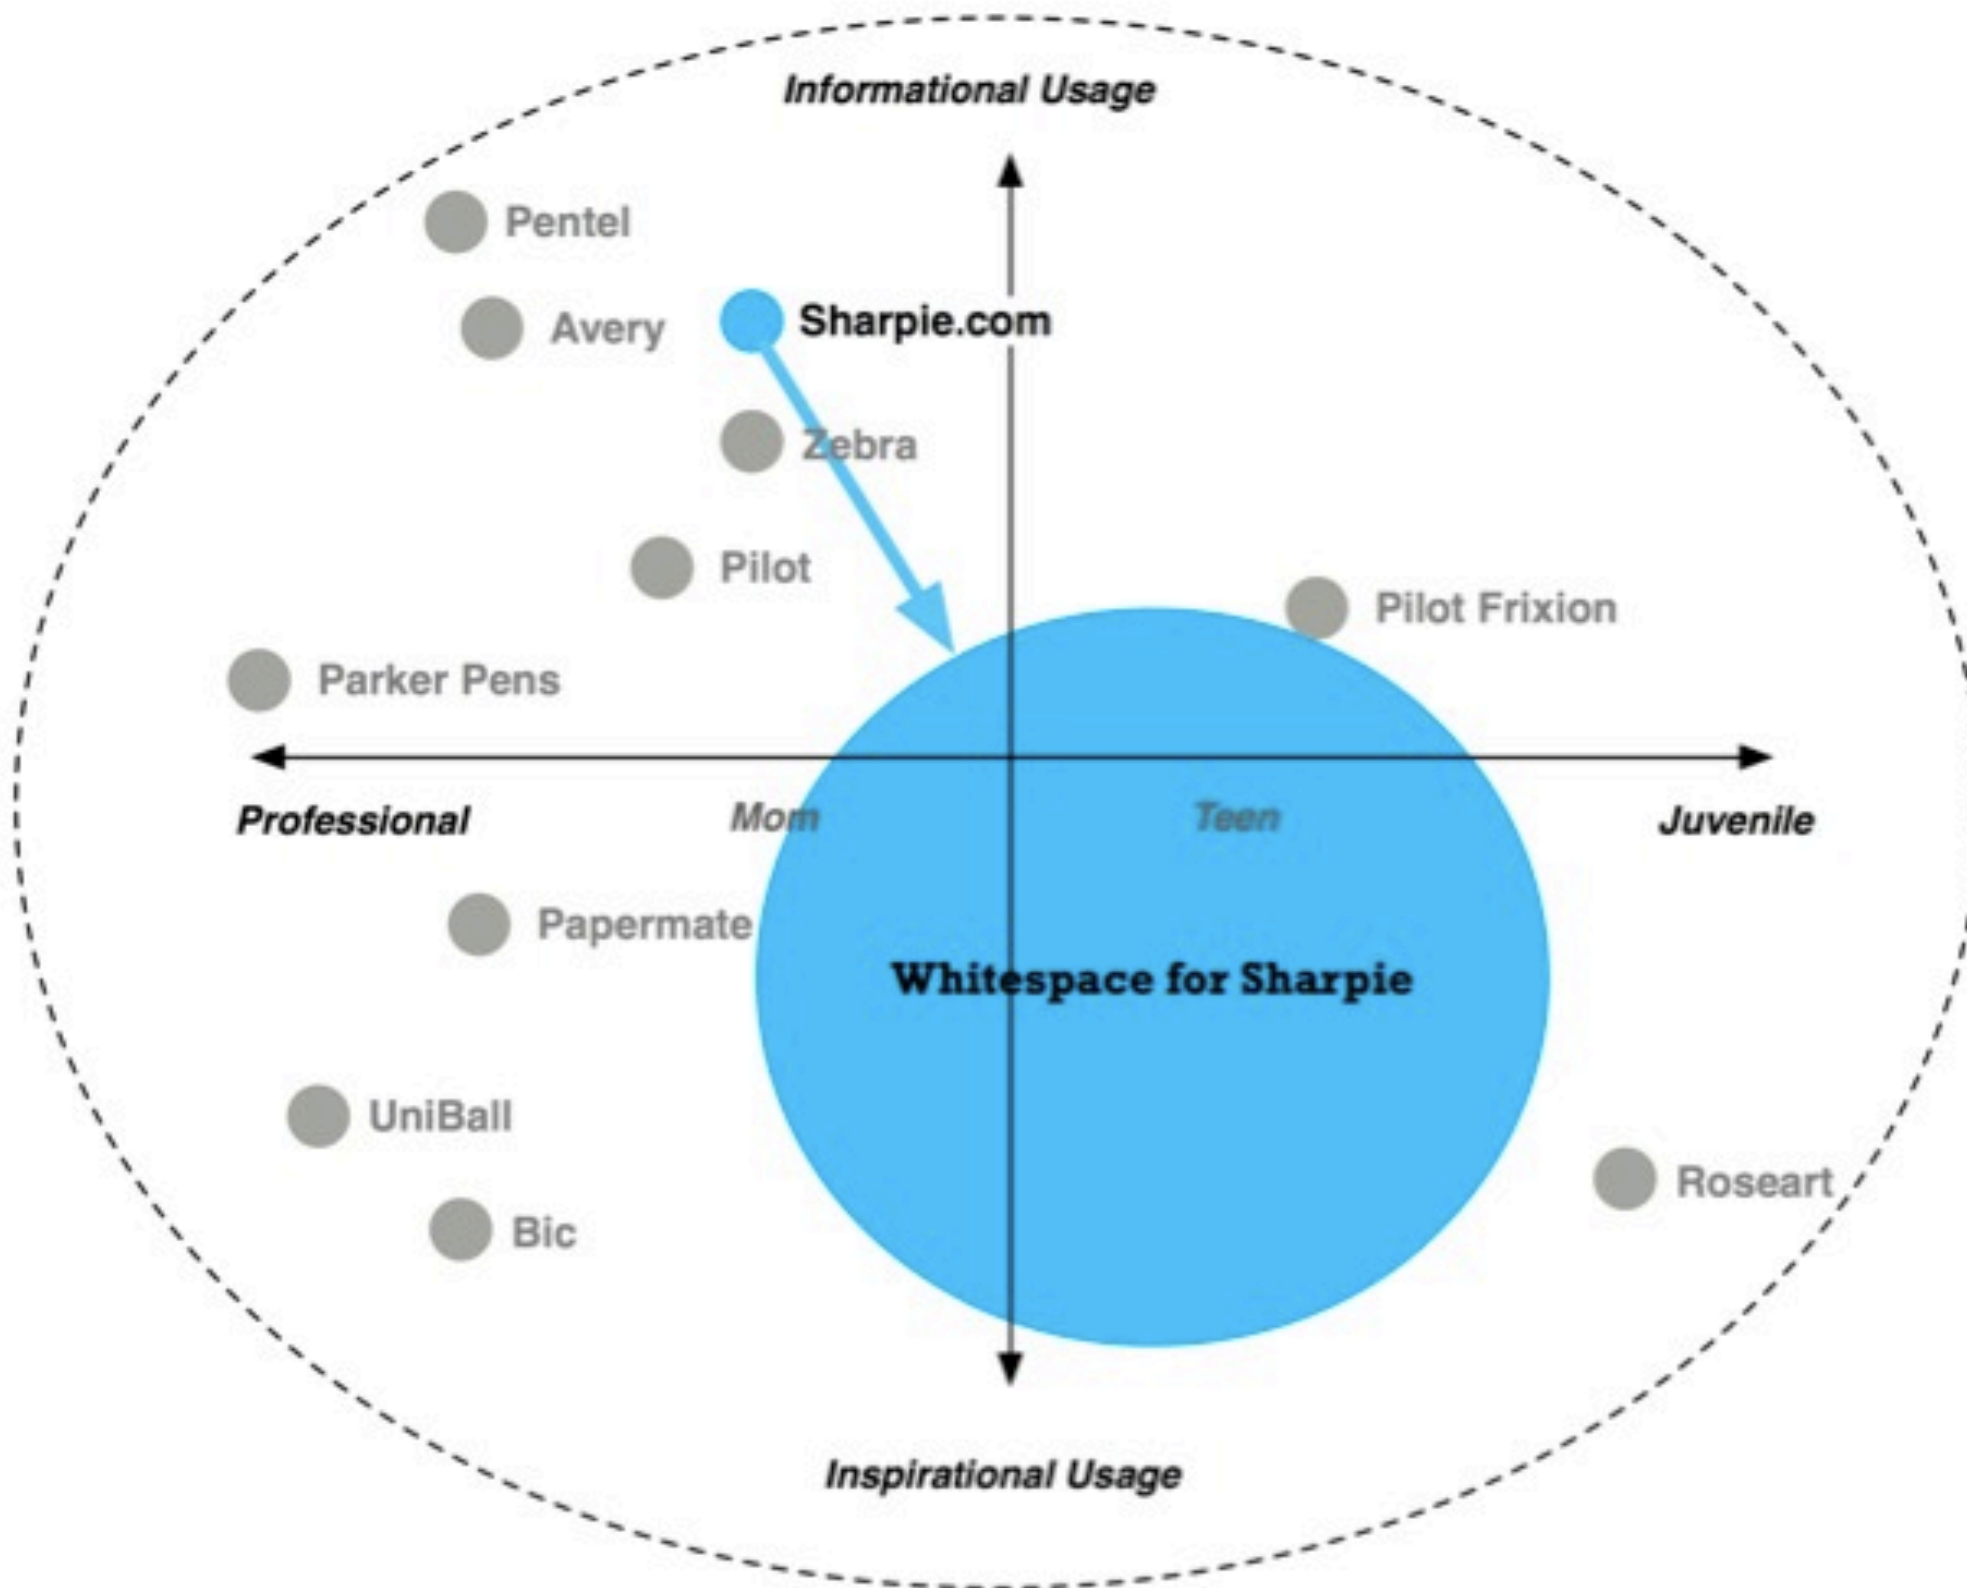 Informational Usage
Pentel
Avery
Sharpie.com
Zebra
Pilot
Pilot Frixion
Parker Pens
Professional
Mom
Teen
Juvenile
Papermate
Whitespace for Sharpie
UniBall
Roseart
Bic
Inspirational Usage